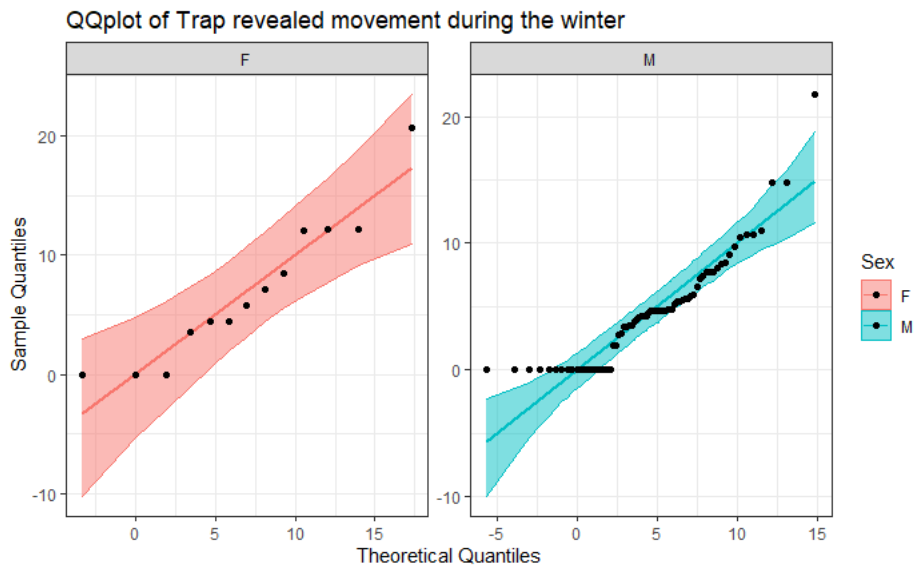 QQplot of Trap revealed movement during the winter
F
M
Sample Quantiles
20
10
0
-10
20
10
0
-10
0
5
10
15
-5
0
5
10
15
Theoretical Quantiles
Sex
F
M